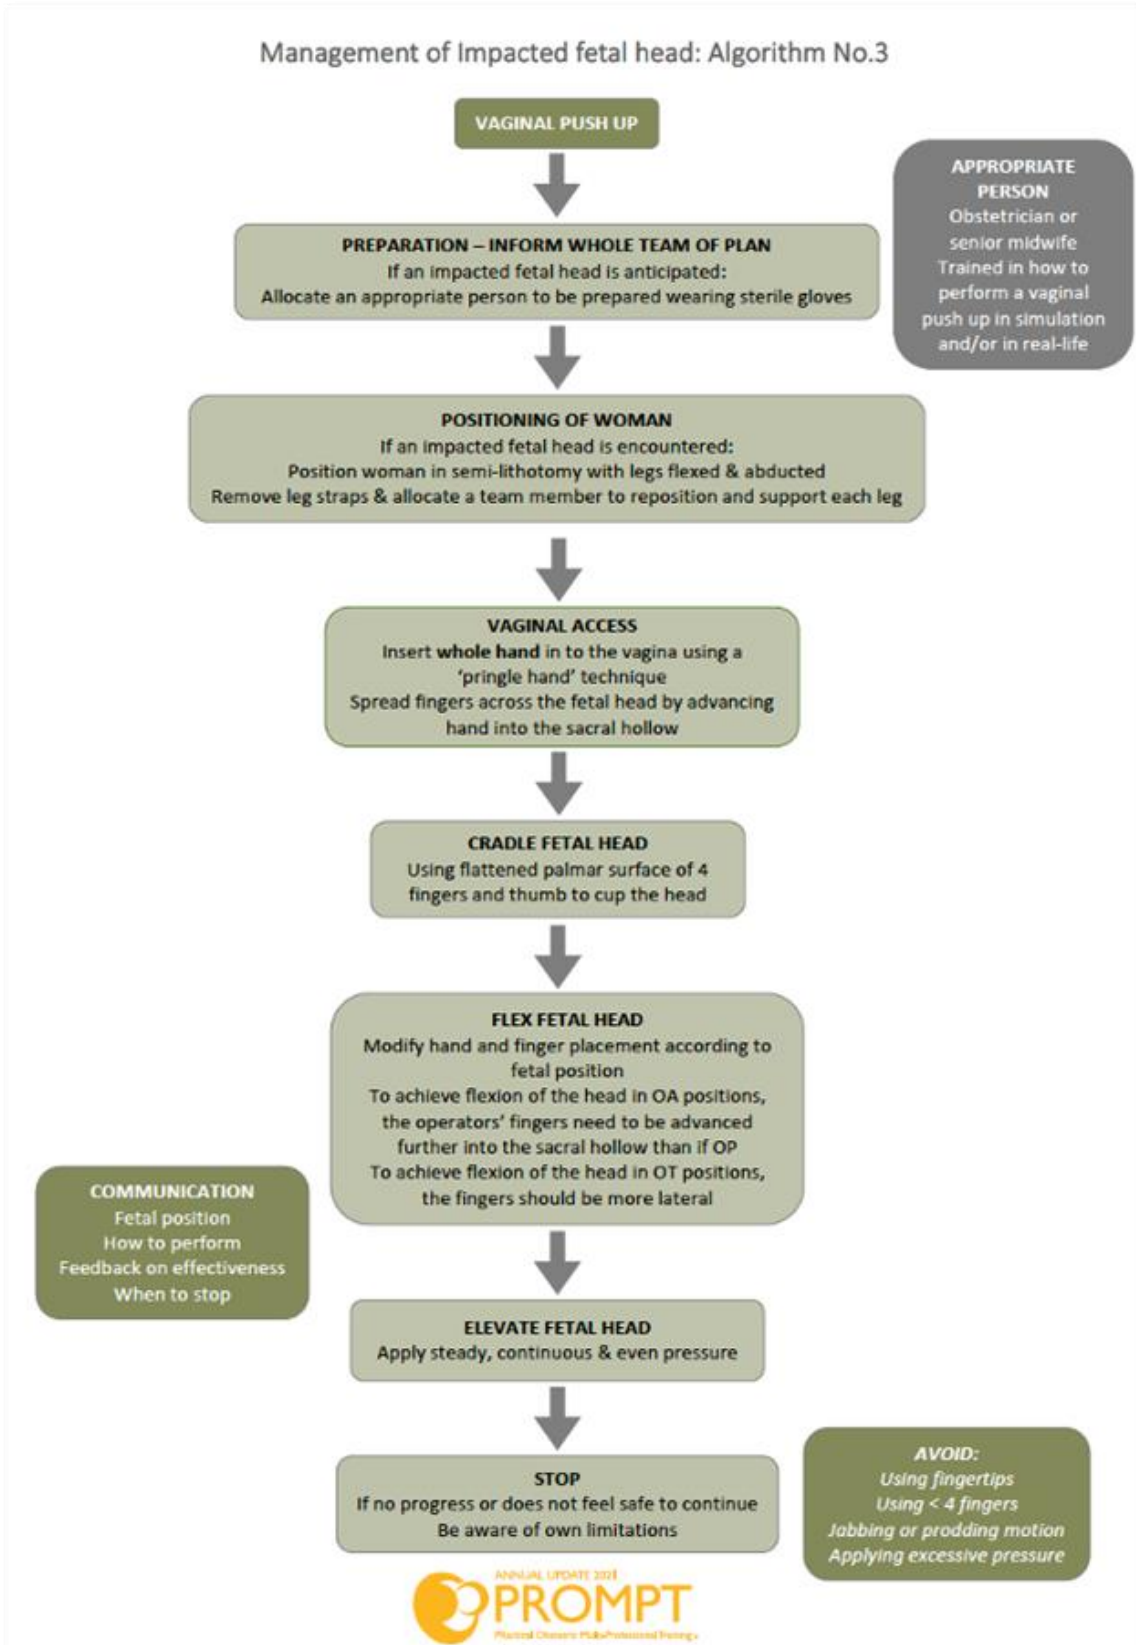 Management of Impacted fetal head: Algorithm No.3
VAGINAL PUSH UP
APPROPRIATE
PERSON
Obstetrician or
senior midwife
Trained in how to
perform a vaginal
push up in simulation
and/or in real-life
PREPARATION – INFORM WHOLE TEAM OF PLAN
If an impacted fetal head is anticipated:
Allocate an appropriate person to be prepared wearing sterile gloves
POSITIONING OF WOMAN
If an impacted fetal head is encountered:
Position woman in semi-lithotomy with legs flexed & abducted
Remove leg straps & allocate a team member to reposition and support each leg
VAGINAL ACCESS
Insert whole hand in to the vagina using a
‘pringle hand’ technique
Spread fingers across the fetal head by advancing
hand into the sacral hollow
CRADLE FETAL HEAD
Using flattened palmar surface of 4
fingers and thumb to cup the head
FLEX FETAL HEAD
Modify hand and finger placement according to
fetal position
To achieve flexion of the head in OA positions,
the operators’ fingers need to be advanced
further into the sacral hollow than if OP
To achieve flexion of the head in OT positions,
the fingers should be more lateral
COMMUNICATION
Fetal position
How to perform
Feedback on effectiveness
When to stop
ELEVATE FETAL HEAD
Apply steady, continuous & even pressure
STOP
If no progress or does not feel safe to continue
Be aware of own limitations
AVOID:
Using fingertips
Using < 4 fingers
Jabbing or prodding motion
Applying excessive pressure
ANNUAL UPDATE
PROMPT